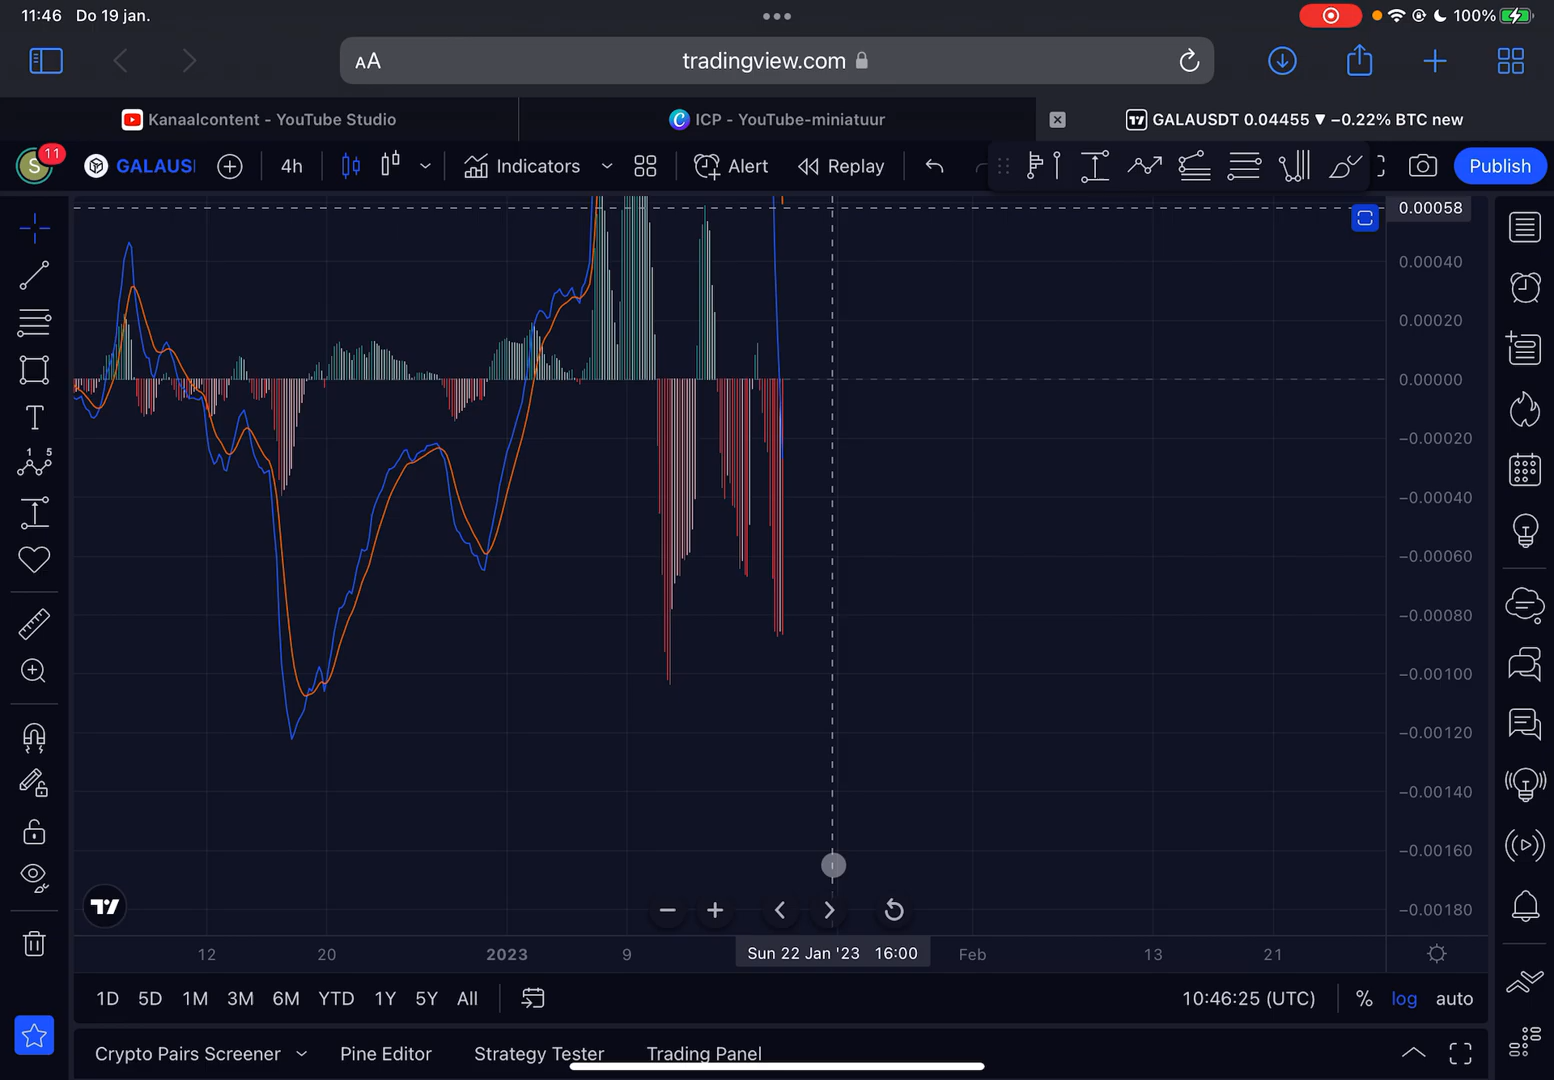 11:46 Do 19 jan.
100%
AA
tradingview.com
Kanaalcontent - YouTube Studio
ICP - YouTube-miniatuur
GALAUSDT 0.04455 ▼ −0.22% BTC new
S
11
GALAUS
4h
Indicators
Alert
Replay
Publish
0.00058
0.00040
0.00020
0.00000
−0.00020
−0.00040
−0.00060
−0.00080
−0.00100
−0.00120
−0.00140
−0.00160
−0.00180
T
1 5
12
20
2023
9
Sun 22 Jan '23 16:00
Feb
13
21
1D 5D 1M 3M 6M YTD 1Y 5Y All
10:46:25 (UTC)
% log auto
Crypto Pairs Screener
Pine Editor
Strategy Tester
Trading Panel